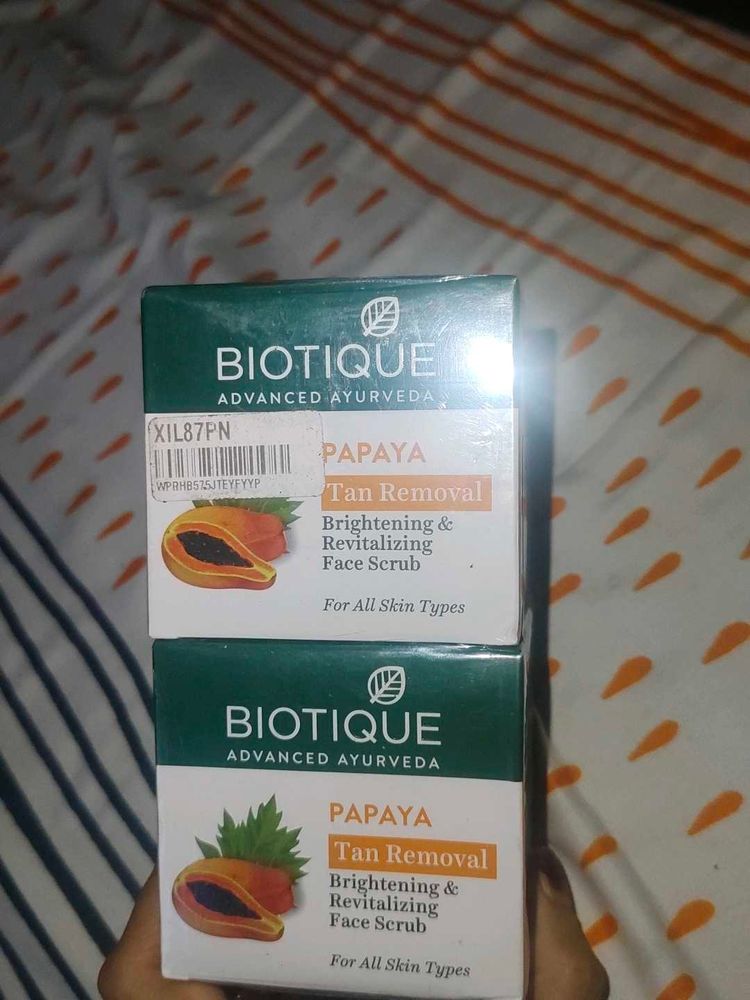 BIOTIQUE
ADVANCED AYURVEDA
XIL87PN
WPRHB575JTEYFYYP
PAPAYA
Tan Removal
Brightening &
Revitalizing
Face Scrub
For All Skin Types
BIOTIQUE
ADVANCED AYURVEDA
PAPAYA
Tan Removal
Brightening &
Revitalizing
Face Scrub
For All Skin Types